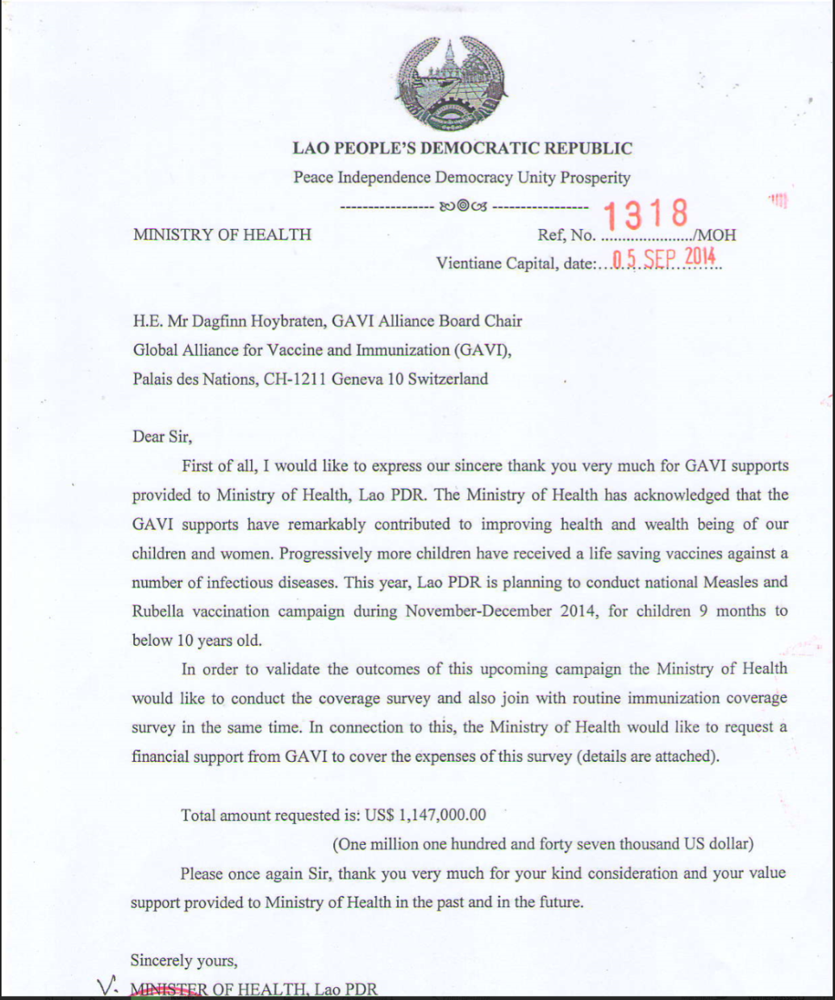 LAO PEOPLE'S DEMOCRATIC REPUBLIC
Peace Independence Democracy Unity Prosperity
MINISTRY OF HEALTH
Ref, No. ......1318....../MOH
Vientiane Capital, date:...05 SEP 2014..
H.E. Mr Dagfinn Hoybraten, GAVI Alliance Board Chair
Global Alliance for Vaccine and Immunization (GAVI),
Palais des Nations, CH-1211 Geneva 10 Switzerland
Dear Sir,
First of all, I would like to express our sincere thank you very much for GAVI supports
provided to Ministry of Health, Lao PDR. The Ministry of Health has acknowledged that the
GAVI supports have remarkably contributed to improving health and wealth being of our
children and women. Progressively more children have received a life saving vaccines against a
number of infectious diseases. This year, Lao PDR is planning to conduct national Measles and
Rubella vaccination campaign during November-December 2014, for children 9 months to
below 10 years old.
In order to validate the outcomes of this upcoming campaign the Ministry of Health
would like to conduct the coverage survey and also join with routine immunization coverage
survey in the same time. In connection to this, the Ministry of Health would like to request a
financial support from GAVI to cover the expenses of this survey (details are attached).
Total amount requested is: US$ 1,147,000.00
(One million one hundred and forty seven thousand US dollar)
Please once again Sir, thank you very much for your kind consideration and your value
support provided to Ministry of Health in the past and in the future.
Sincerely yours,
V. MINISTER OF HEALTH, Lao PDR